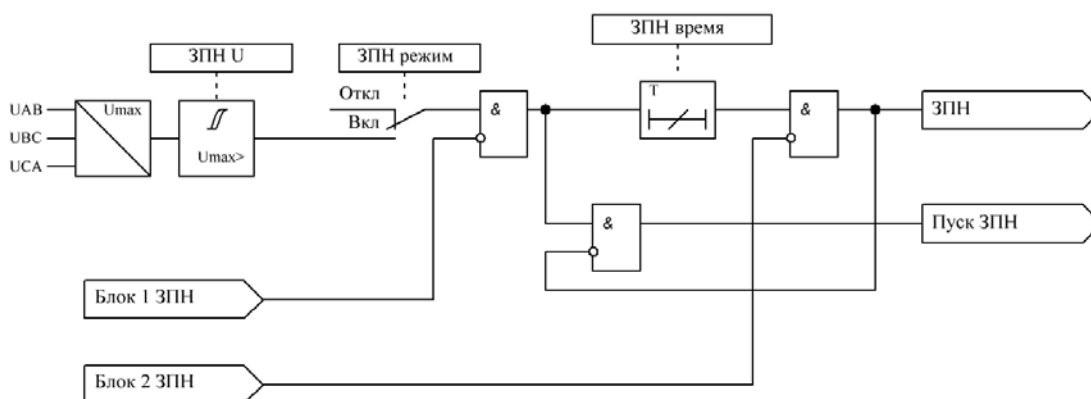 ЗПН время
ЗПН U
ЗПН режим
Откл
Вкл
UAB
UBC
UCA
Umax
Umax>
&
T
&
ЗПН
&
Пуск ЗПН
Блок 1 ЗПН
Блок 2 ЗПН